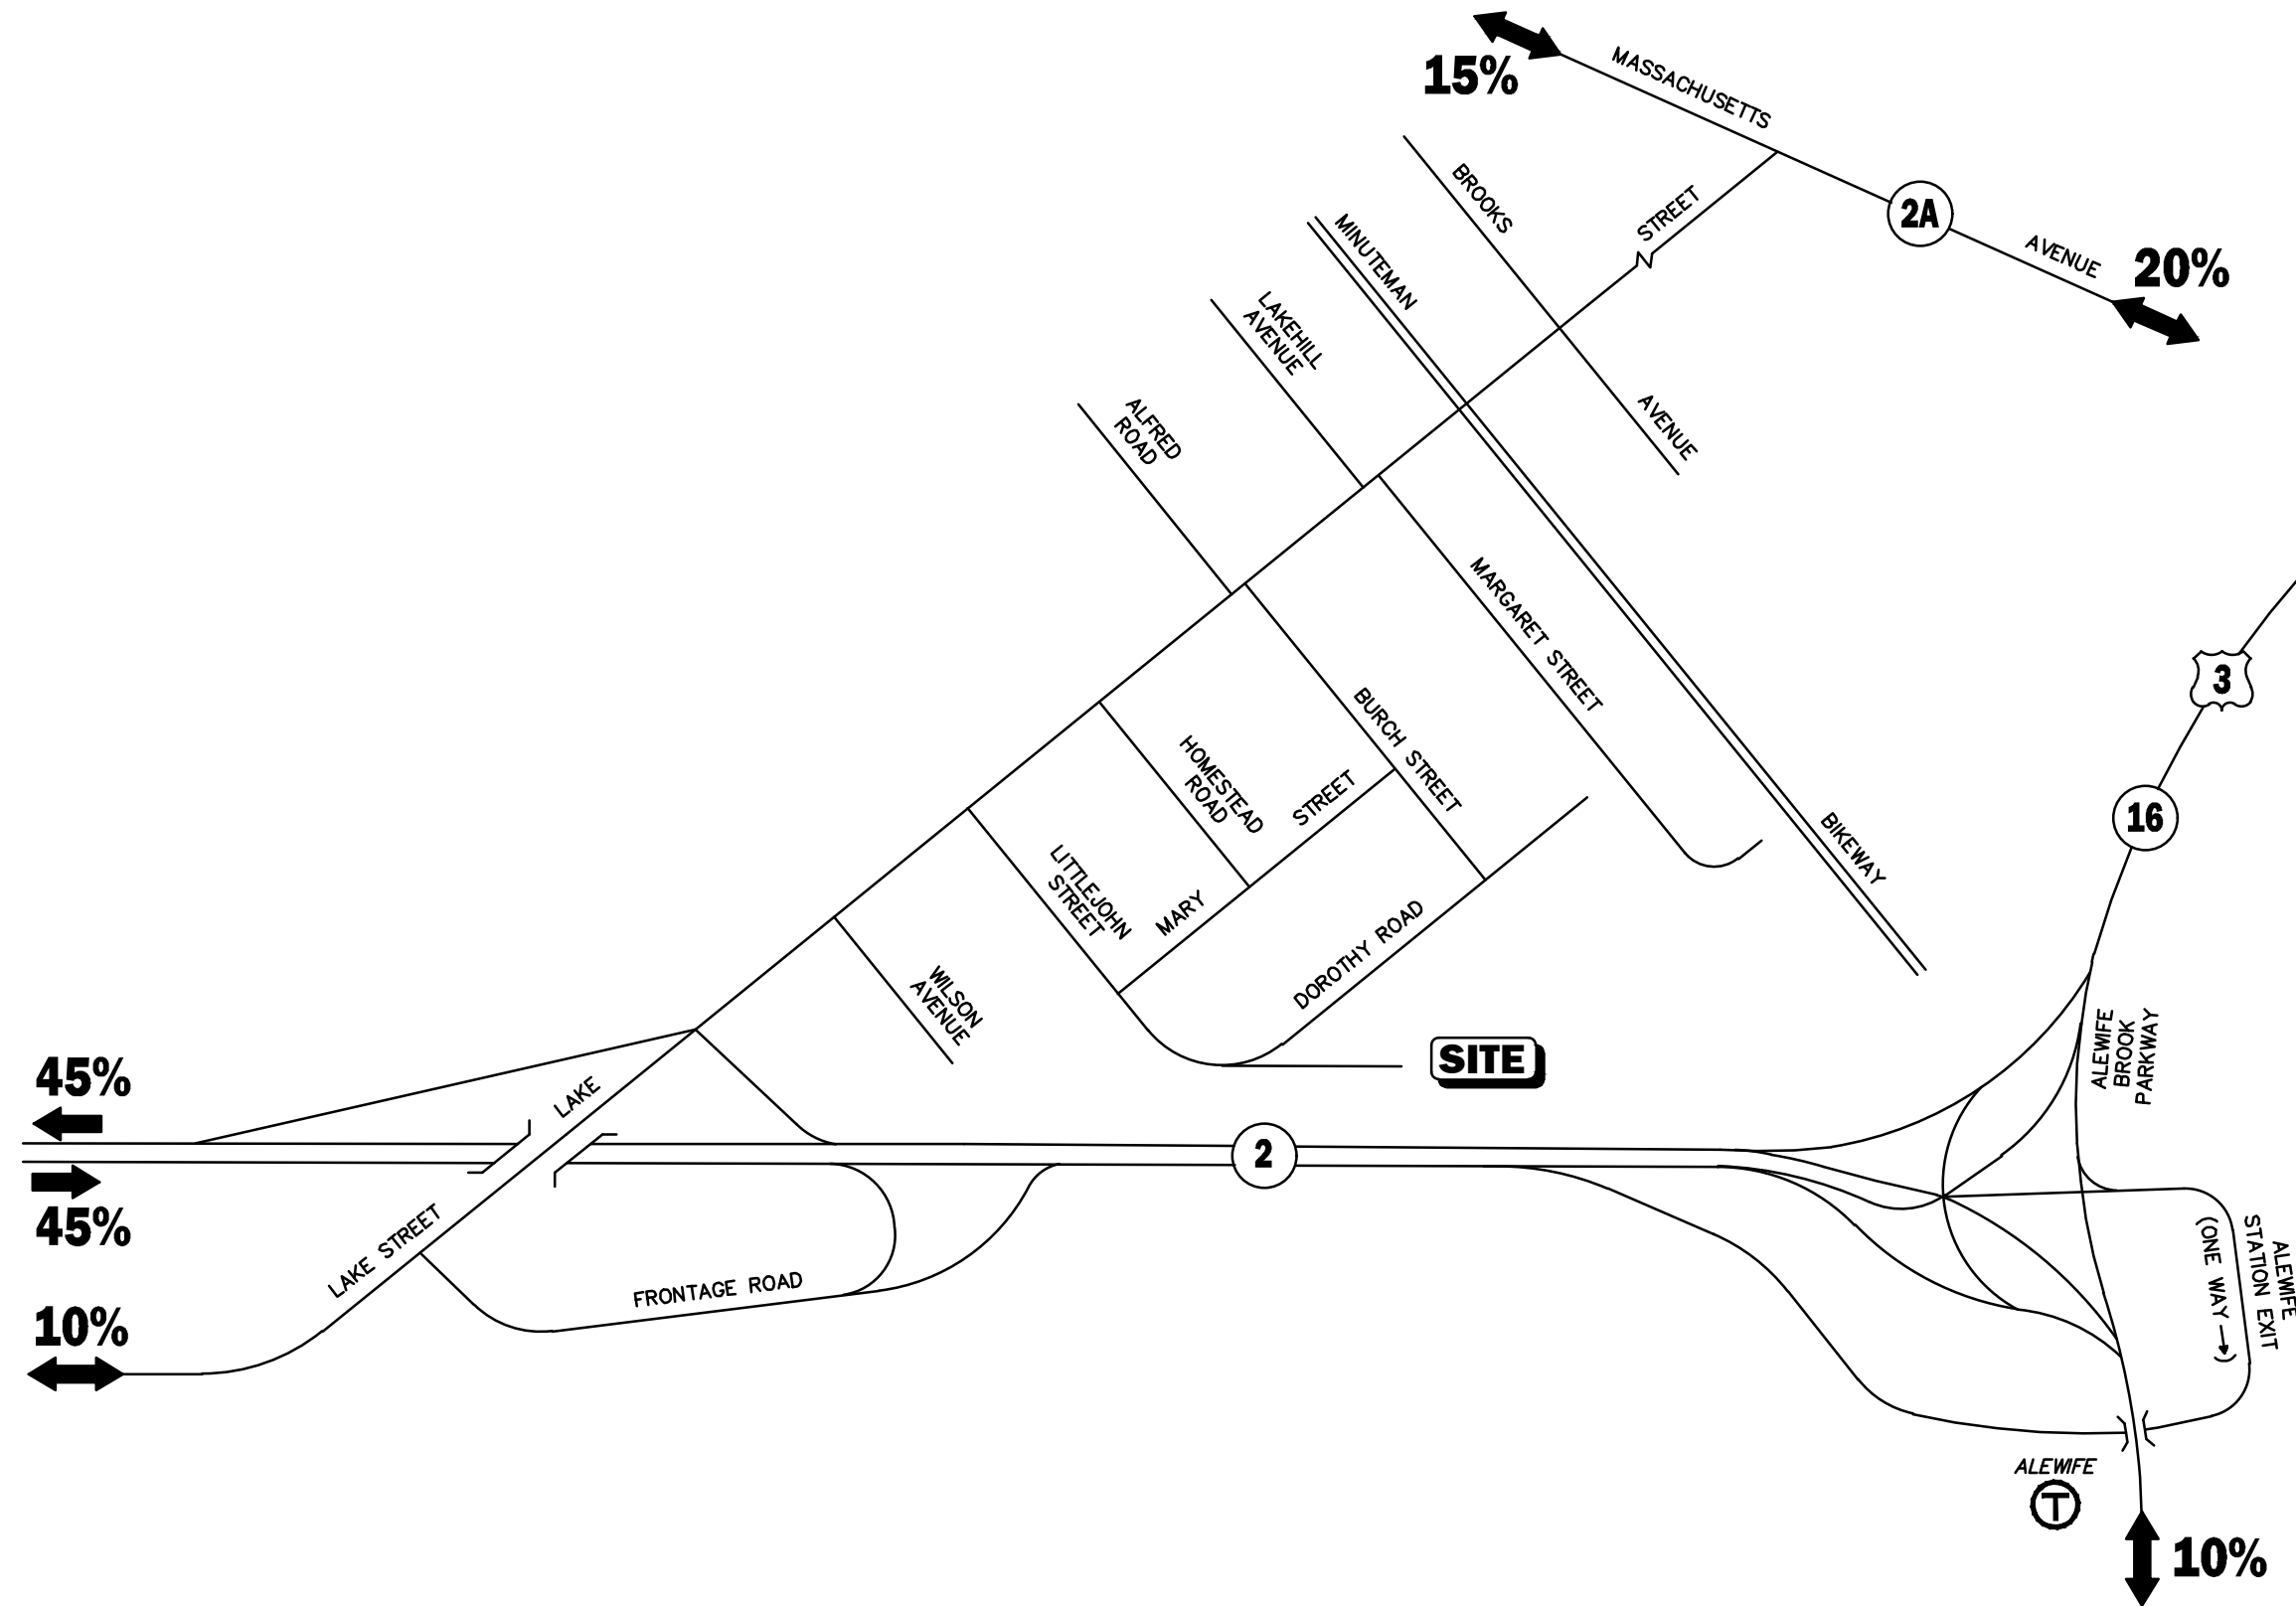 15%
MASSACHUSETTS
2A
AVENUE
20%
BROOKS
AVENUE
STREET
MINUTEMAN
BIKEWAY
LAKEHILL
AVENUE
ALFRED
ROAD
MARGARET STREET
BURCH STREET
HOMESTEAD
ROAD
MARY
STREET
LITTLEJOHN
STREET
DOROTHY ROAD
WILSON
AVENUE
SITE
3
16
ALEWIFE
BROOK
PARKWAY
45%
45%
LAKE
2
LAKE STREET
FRONTAGE ROAD
10%
ALEWIFE
STATION EXIT
(ONE WAY → )
ALEWIFE
T
10%